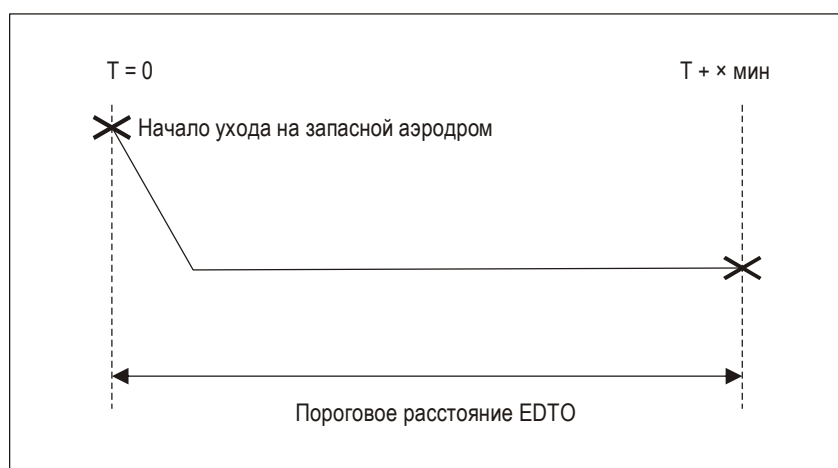 T = 0
T + × мин
Начало ухода на запасной аэродром
Пороговое расстояние EDTO